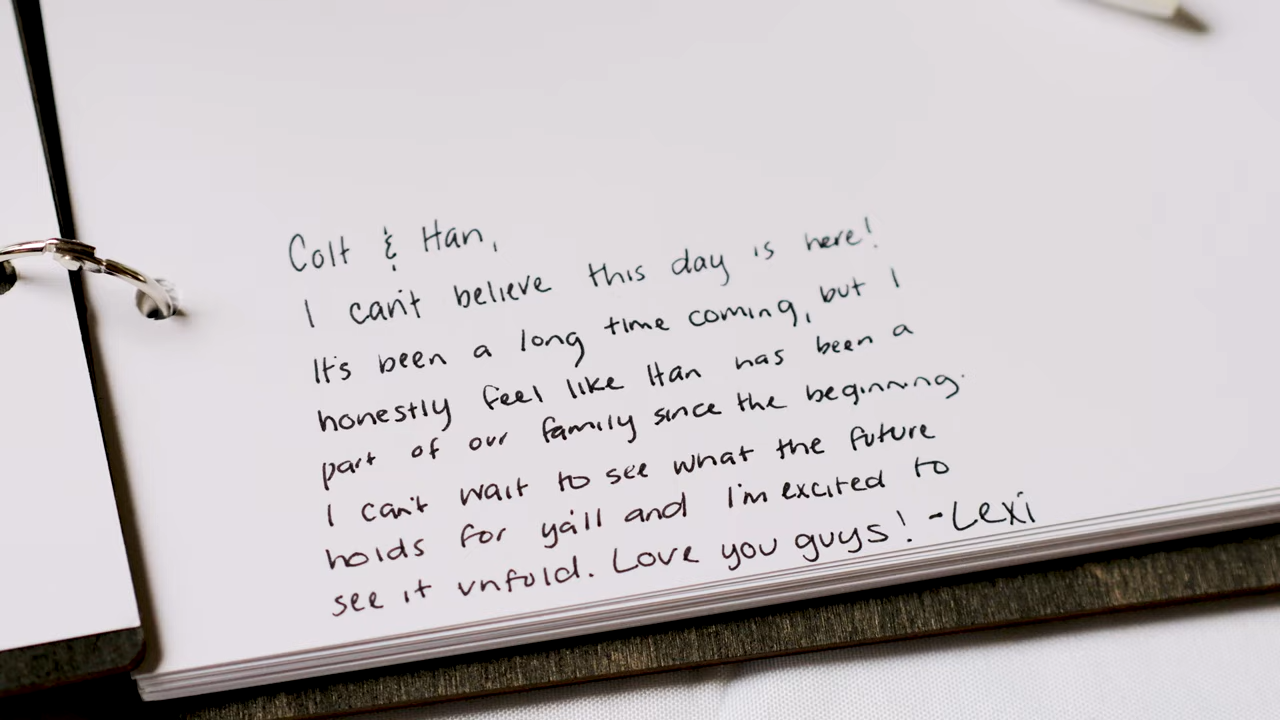 Colt & Han,
I can't believe this day is here!
It's been a long time coming, but I
honestly feel like Han has been a
part of our family since the beginning.
I can't wait to see what the future
holds for ya'll and I'm excited to
see it unfold. Love you guys! -Lexi